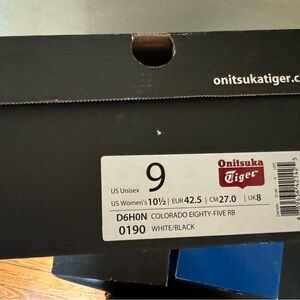 onitsukatiger.c
Onitsuka
Tiger
US Unisex 9
US Women's 10½ | EUR 42.5 | CM 27.0 | UK 8
D6H0N COLORADO EIGHTY-FIVE RB
0190 WHITE/BLACK